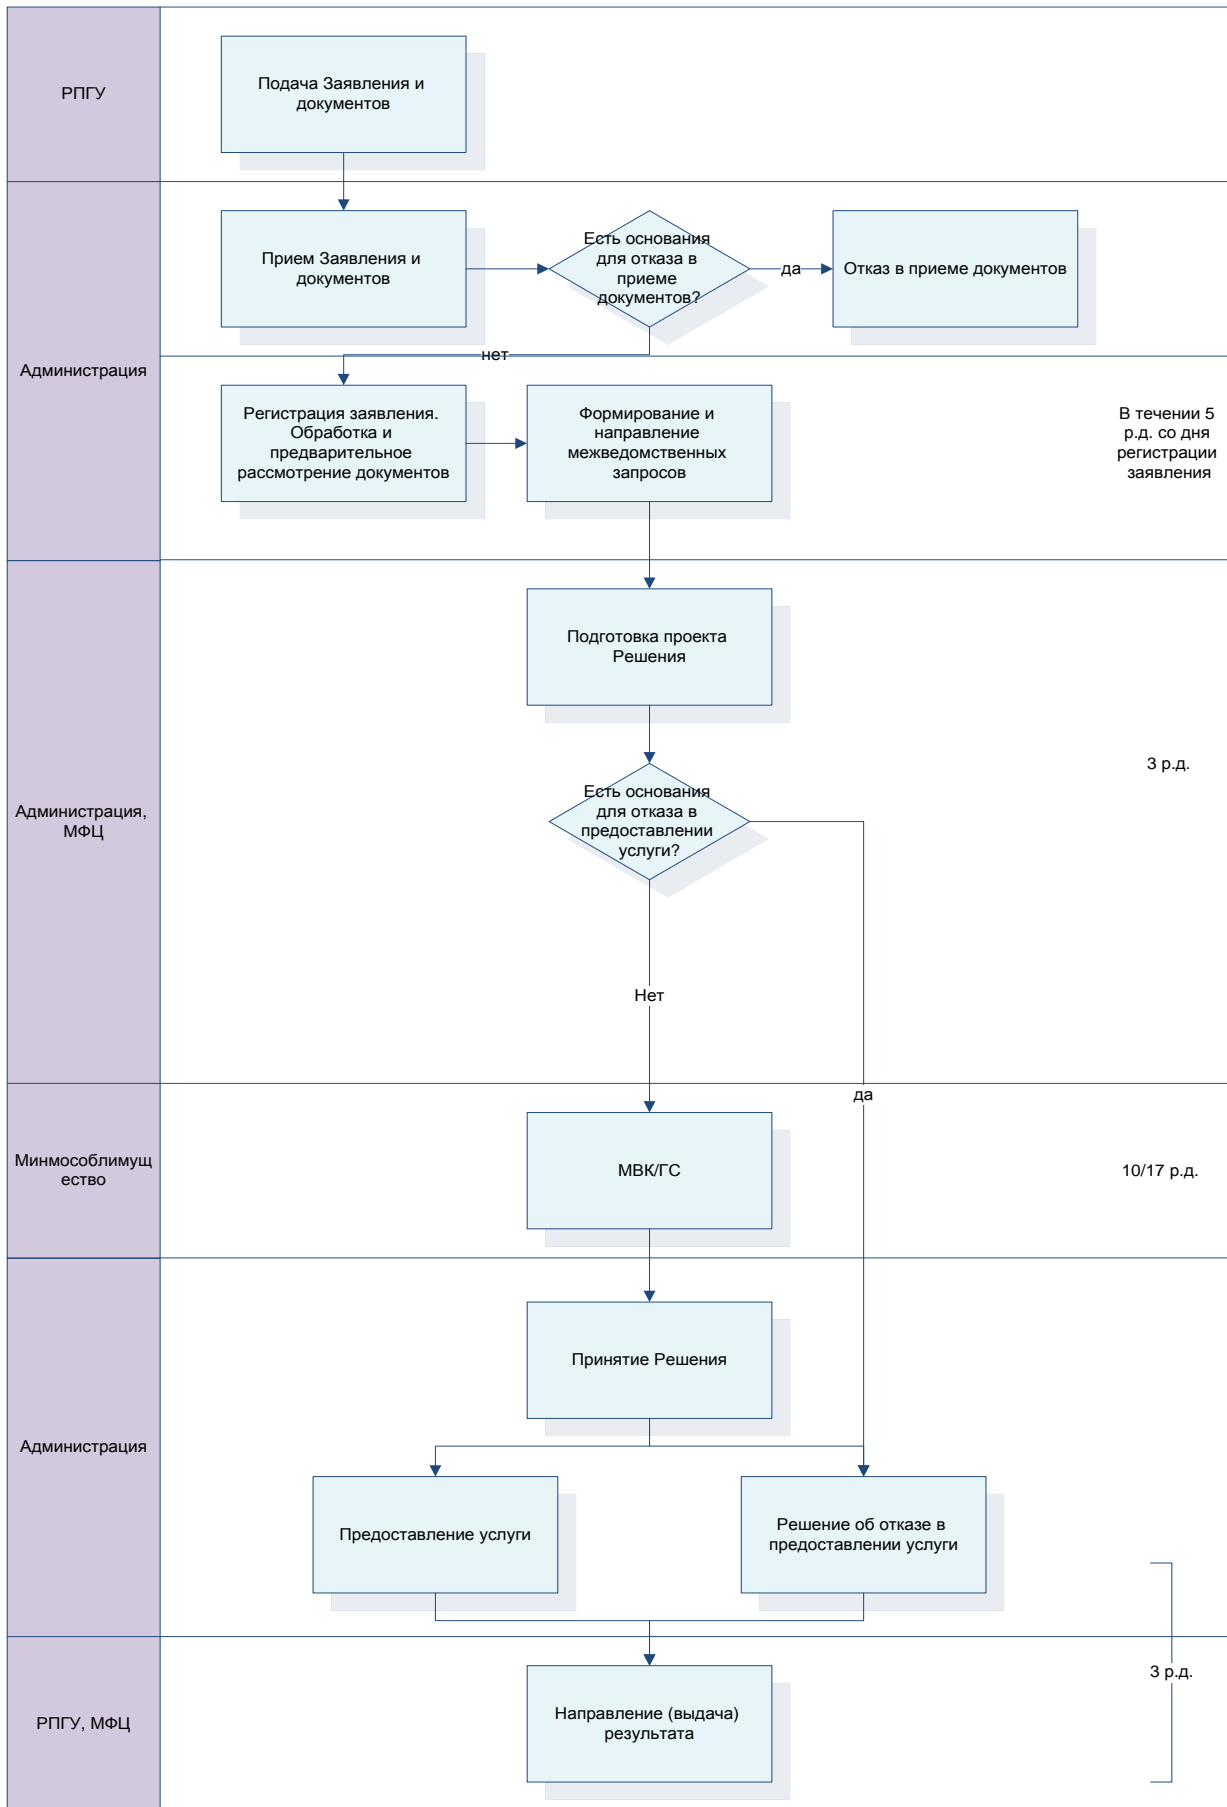 РПГУ
Подача Заявления и
документов
Администрация
Прием Заявления и
документов
Есть основания
для отказа в
приеме
документов?
да
Отказ в приеме документов
нет
Регистрация заявления.
Обработка и
предварительное
рассмотрение документов
Формирование и
направление
межведомственных
запросов
В течении 5
р.д. со дня
регистрации
заявления
Администрация,
МФЦ
Подготовка проекта
Решения
3 р.д.
Есть основания
для отказа в
предоставлении
услуги?
Нет
да
Минмособлимущ
ество
МВК/ГС
10/17 р.д.
Администрация
Принятие Решения
Предоставление услуги
Решение об отказе в
предоставлении услуги
3 р.д.
РПГУ, МФЦ
Направление (выдача)
результата